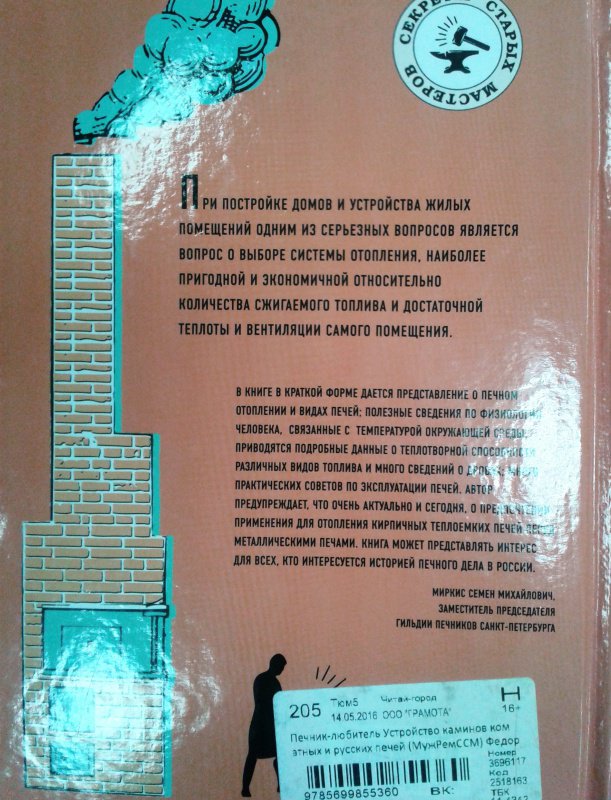 СЕКРЕТЫ СТАРЫХ МАСТЕРОВ
ПРИ ПОСТРОЙКЕ ДОМОВ И УСТРОЙСТВА ЖИЛЫХ
ПОМЕЩЕНИЙ ОДНИМ ИЗ СЕРЬЕЗНЫХ ВОПРОСОВ ЯВЛЯЕТСЯ
ВОПРОС О ВЫБОРЕ СИСТЕМЫ ОТОПЛЕНИЯ, НАИБОЛЕЕ
ПРИГОДНОЙ И ЭКОНОМИЧНОЙ ОТНОСИТЕЛЬНО
КОЛИЧЕСТВА СЖИГАЕМОГО ТОПЛИВА И ДОСТАТОЧНОЙ
ТЕПЛОТЫ И ВЕНТИЛЯЦИИ САМОГО ПОМЕЩЕНИЯ.
В КНИГЕ В КРАТКОЙ ФОРМЕ ДАЕТСЯ ПРЕДСТАВЛЕНИЕ О ПЕЧНОМ
ОТОПЛЕНИИ И ВИДАХ ПЕЧЕЙ; ПОЛЕЗНЫЕ СВЕДЕНИЯ ПО ФИЗИОЛОГИИ
ЧЕЛОВЕКА, СВЯЗАННЫЕ С ТЕМПЕРАТУРОЙ ОКРУЖАЮЩЕЙ СРЕДЫ,
ПРИВОДЯТСЯ ПОДРОБНЫЕ ДАННЫЕ О ТЕПЛОТВОРНОЙ СПОСОБНОСТИ
РАЗЛИЧНЫХ ВИДОВ ТОПЛИВА И МНОГО СВЕДЕНИЙ О ДРОВАХ, МНОГО
ПРАКТИЧЕСКИХ СОВЕТОВ ПО ЭКСПЛУАТАЦИИ ПЕЧЕЙ. АВТОР
ПРЕДУПРЕЖДАЕТ, ЧТО ОЧЕНЬ АКТУАЛЬНО И СЕГОДНЯ, О ПРЕДПОЧТЕНИИ
ПРИМЕНЕНИЯ ДЛЯ ОТОПЛЕНИЯ КИРПИЧНЫХ ТЕПЛОЕМКИХ ПЕЧЕЙ ПЕРЕД
МЕТАЛЛИЧЕСКИМИ ПЕЧАМИ. КНИГА МОЖЕТ ПРЕДСТАВЛЯТЬ ИНТЕРЕС
ДЛЯ ВСЕХ, КТО ИНТЕРЕСУЕТСЯ ИСТОРИЕЙ ПЕЧНОГО ДЕЛА В РОССИИ.
МИРКИС СЕМЕН МИХАЙЛОВИЧ,
ЗАМЕСТИТЕЛЬ ПРЕДСЕДАТЕЛЯ
ГИЛЬДИИ ПЕЧНИКОВ САНКТ-ПЕТЕРБУРГА
205 Тюм5 Читай-город Н
14.05.2016 ООО "ГРАМОТА" 16+
Печник-любитель Устройство каминов ком
атных и русских печей (МужРемССМ) Федор
Номер
3696117
Код
2518163
9785699855360 ВК: ТБК